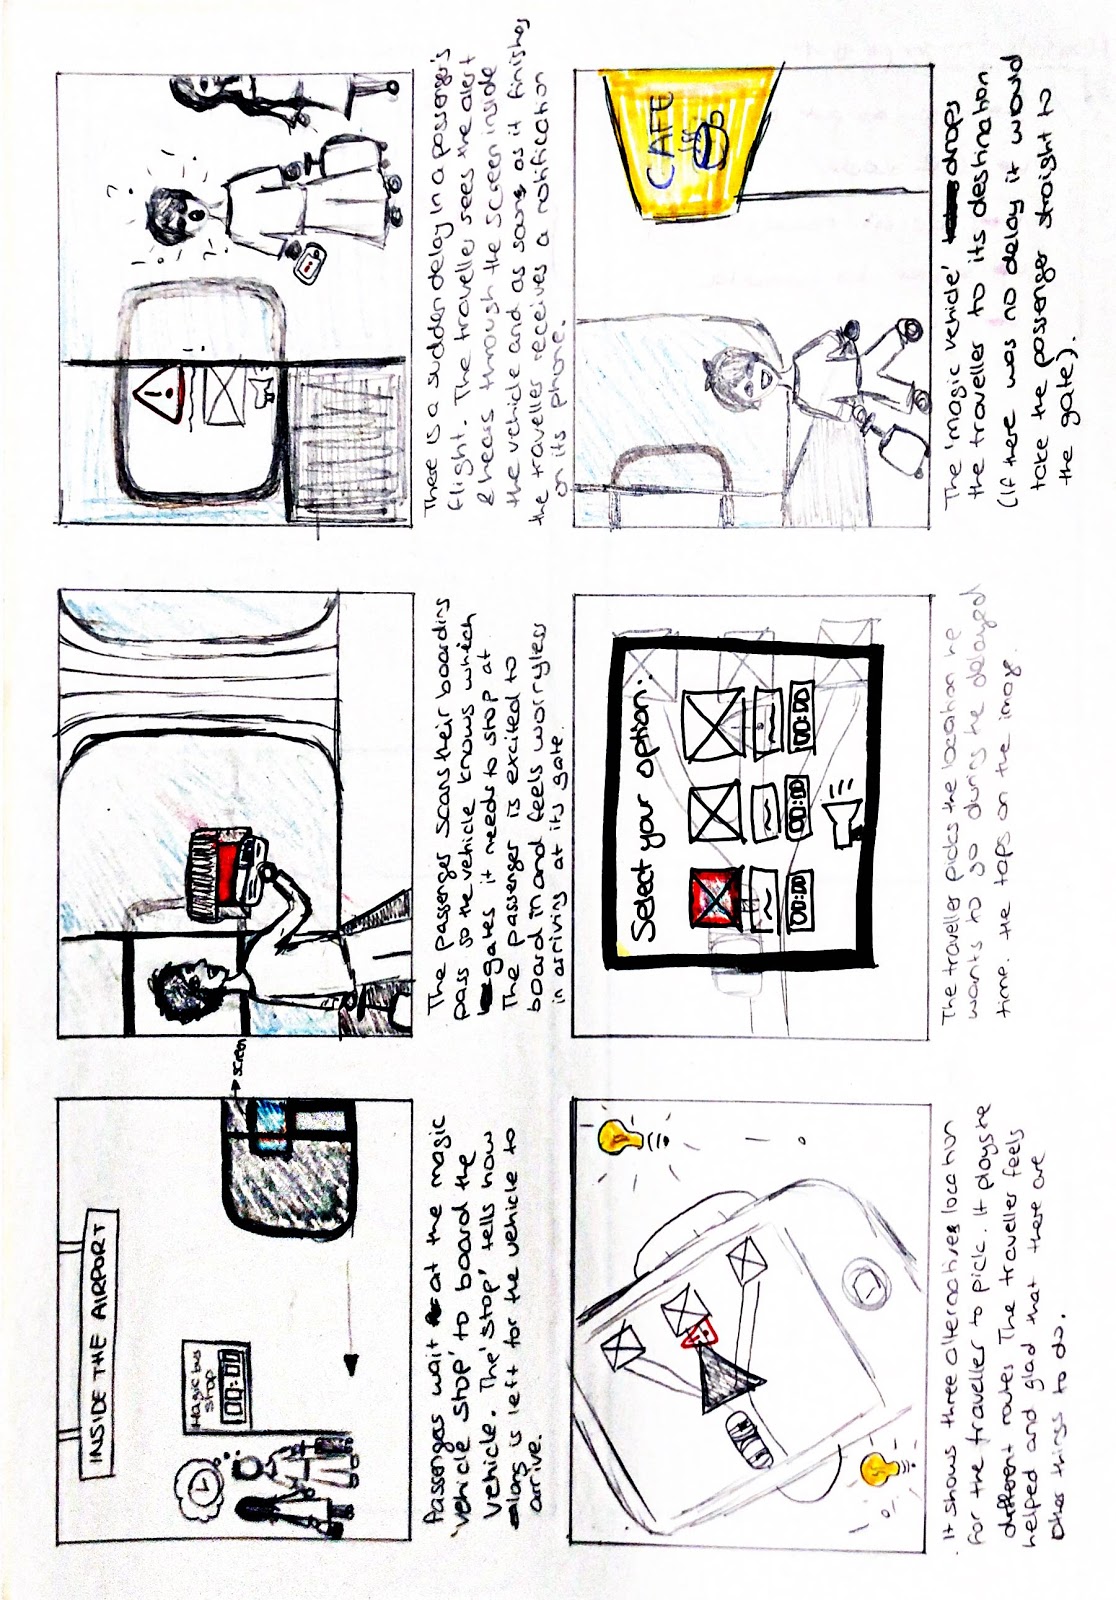 INSIDE THE AIRPORT
Magic bus
stop
00:00
screen
Passengers wait at the magic
'vehicle stop' to board the
vehicle. The 'stop' tells how
long is left for the vehicle to
arrive.
The passenger scans their boarding
pass so the vehicle knows which
gates it needs to stop at.
The passenger is excited to
board in and feels worryless
in arriving at its gate.
!
? ? ? ?
There is a sudden delay in a passenger's
flight. The traveller sees the alert
& hears through the screen inside
the vehicle and as soon as it finishes
the traveller receives a notification
on its phone.
It shows three alternatives location
for the traveller to pick. It plays he
different routes The traveller feels
helped and glad that there are
other things to do.
Select your option:
00:00 00:00 00:00
The traveller picks the location he
wants to go during he delayed
time. He taps on the image.
CAFE
The 'magic vehicle' drops
the traveller to its destination.
(If there was no delay it would
take the passenger straight to
the gate).